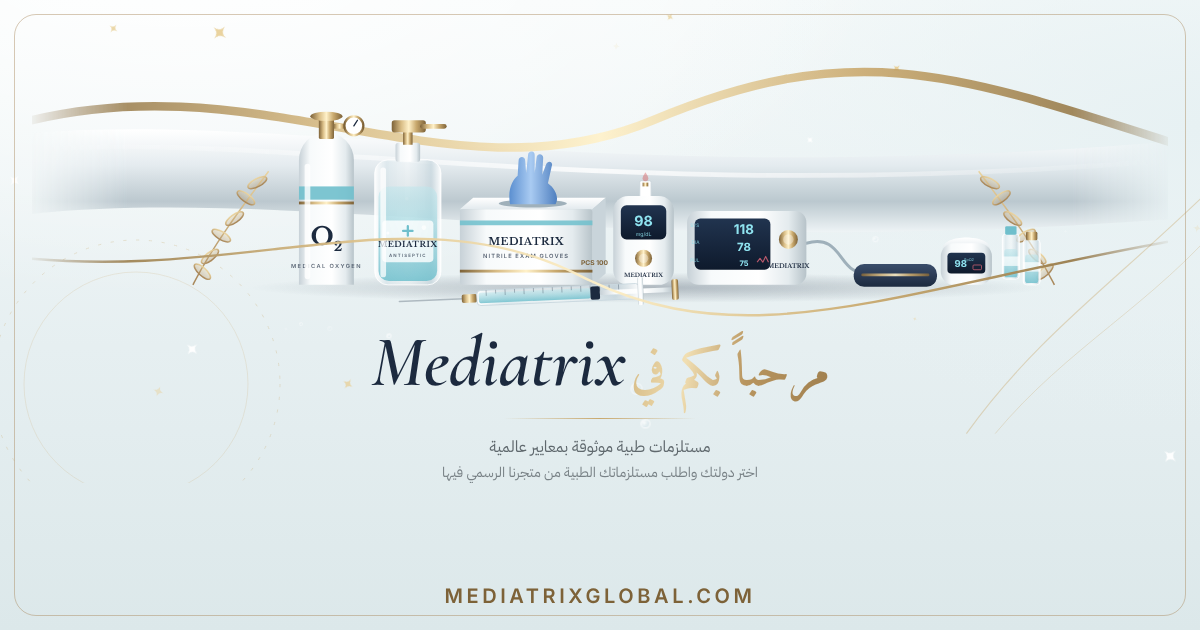 O2
MEDICAL OXYGEN
MEDIATRIX
ANTISEPTIC
MEDIATRIX
NITRILE EXAM GLOVES
PCS 100
98
mg/dL
MEDIATRIX
118
78
75
MEDIATRIX
98
مرحباً بكم في Mediatrix
مستلزمات طبية موثوقة بمعايير عالمية
اختر دولتك واطلب مستلزماتك الطبية من متجرنا الرسمي فيها
MEDIATRIXGLOBAL.COM